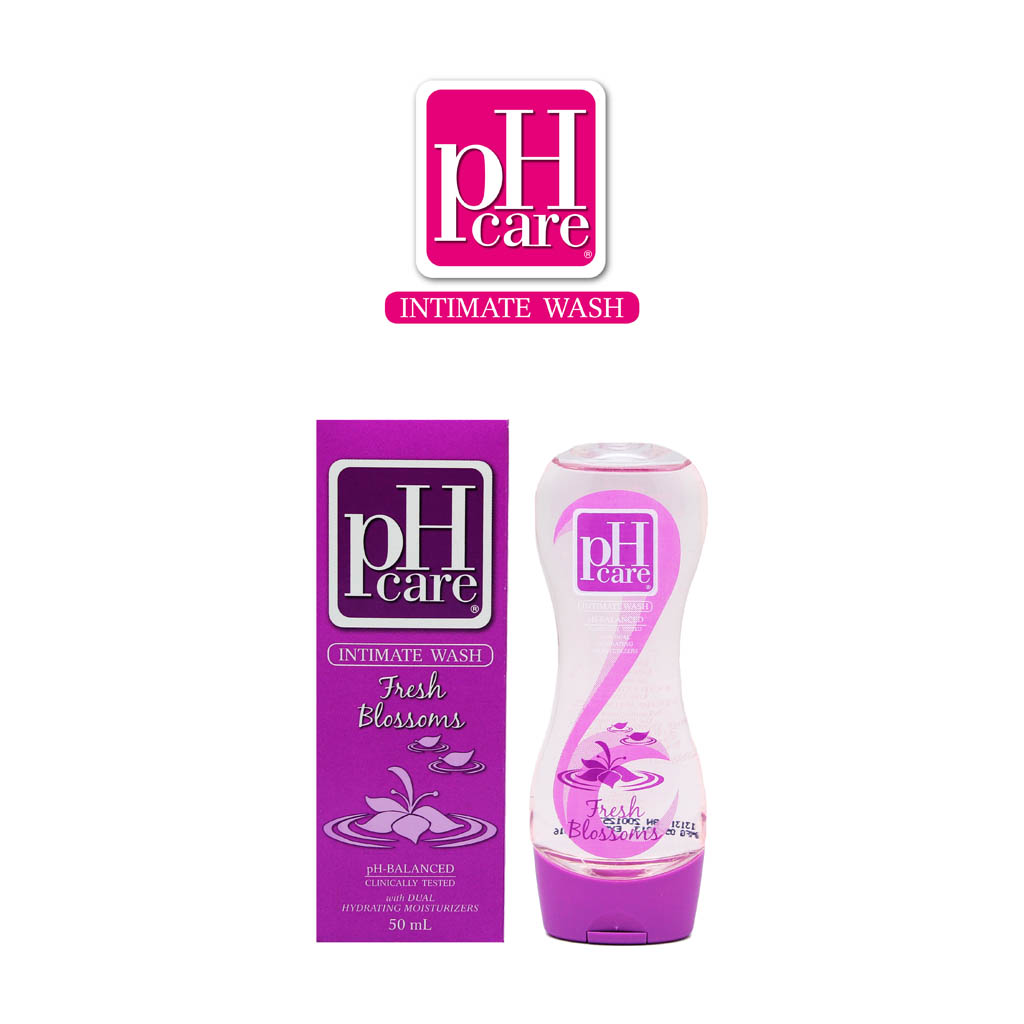 pH
care
®
INTIMATE WASH
pH
care
®
INTIMATE WASH
Fresh
Blossoms
pH-BALANCED
CLINICALLY TESTED
with DUAL
HYDRATING MOISTURIZERS
50 mL
pH
care
®
INTIMATE WASH
pH-BALANCED
Fresh
Blossoms